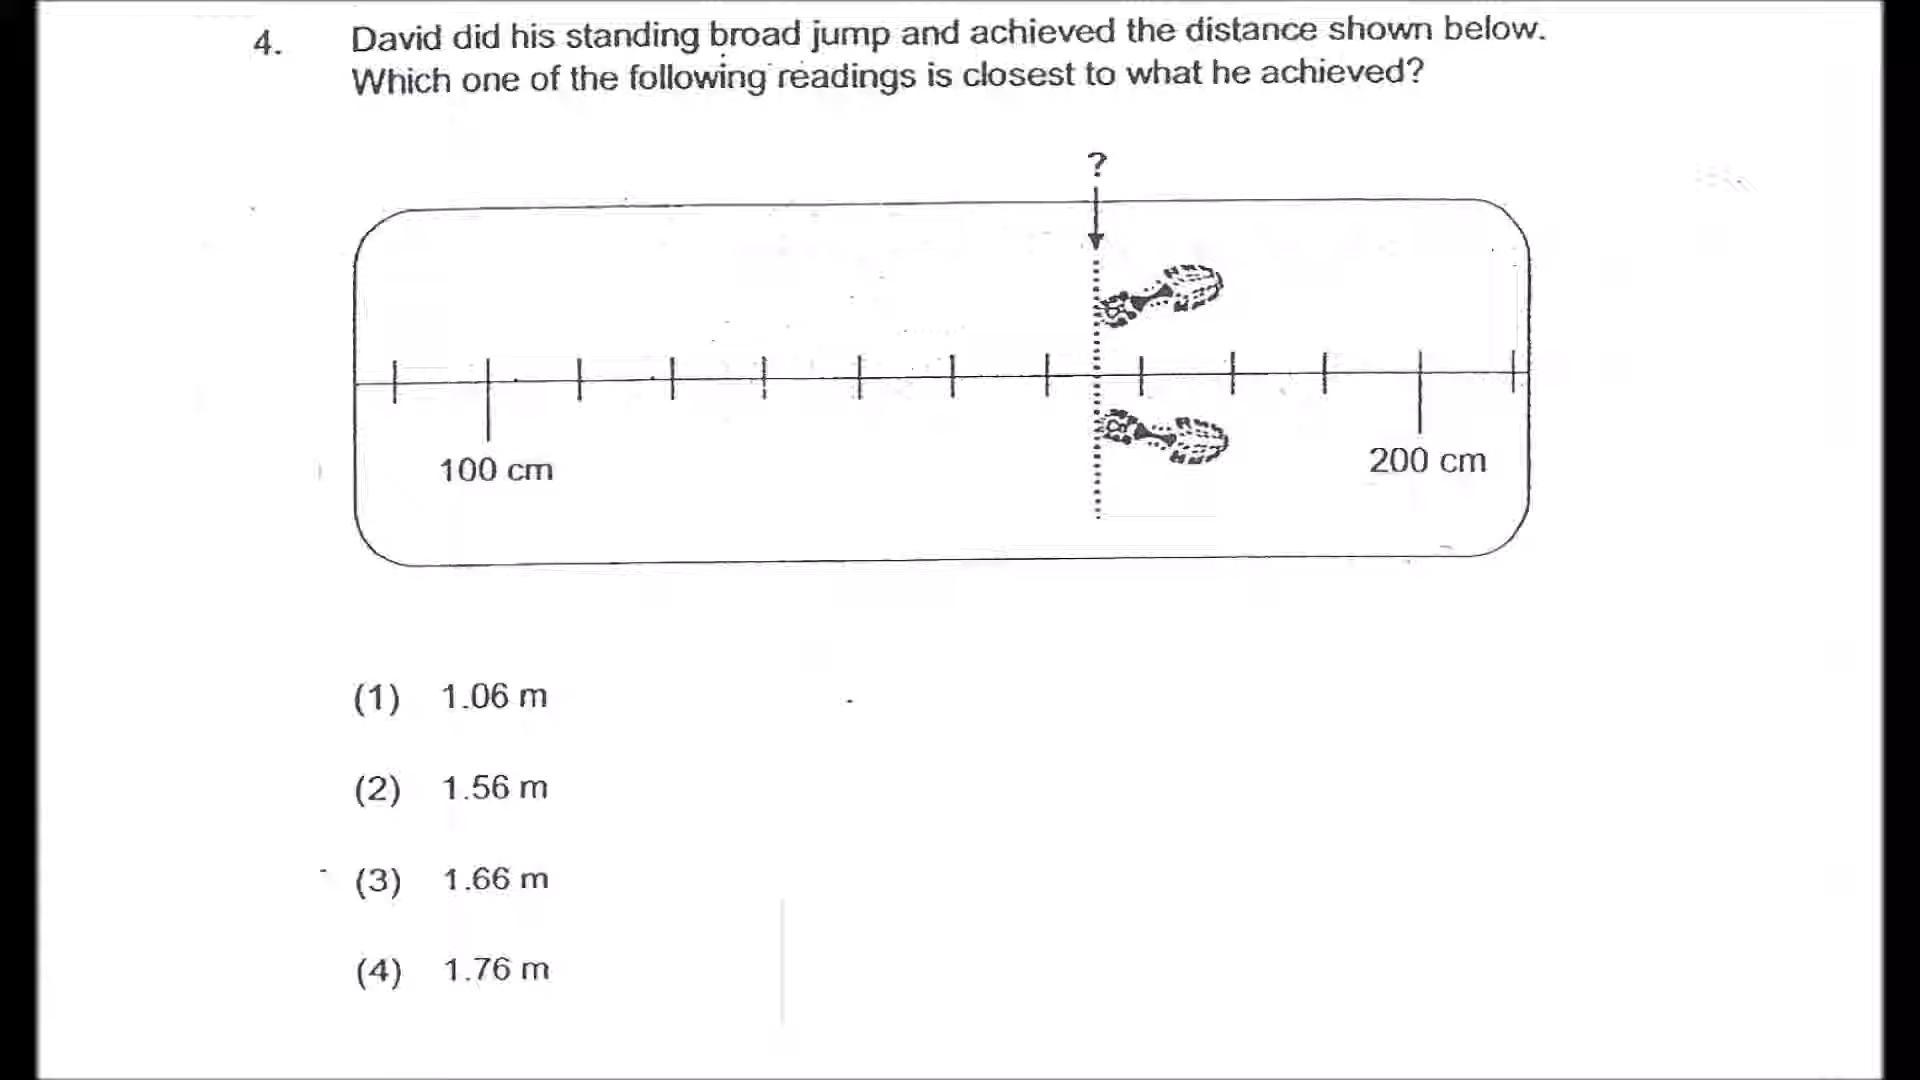 4. David did his standing broad jump and achieved the distance shown below.
Which one of the following readings is closest to what he achieved?
?
100 cm
200 cm
(1) 1.06 m
(2) 1.56 m
(3) 1.66 m
(4) 1.76 m